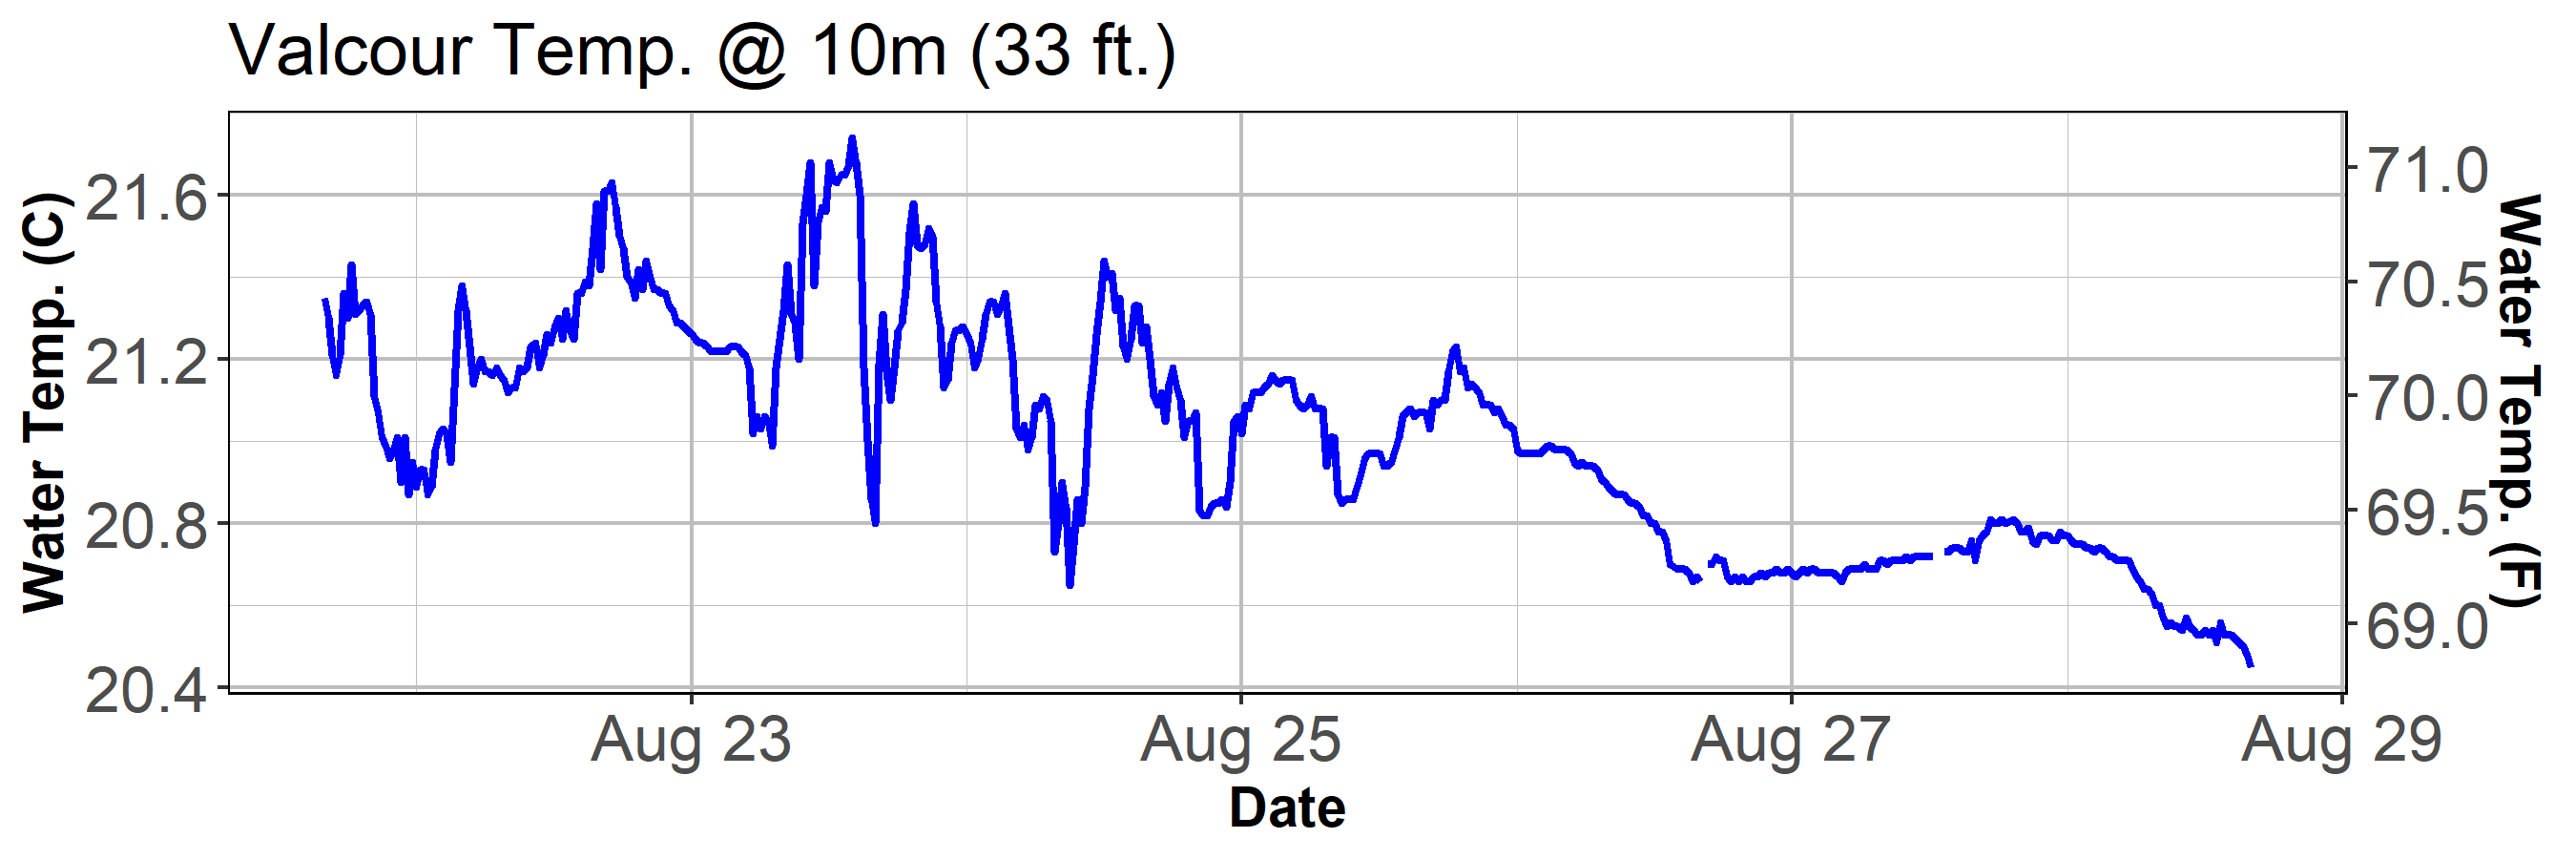 Valcour Temp. @ 10m (33 ft.)
Water Temp. (C)
21.6
21.2
20.8
20.4
71.0
70.5
70.0
69.5
69.0
Water Temp. (F)
Aug 23 Aug 25 Aug 27 Aug 29
Date